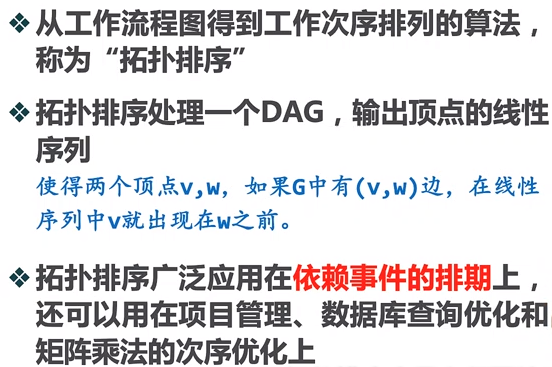 ❖从工作流程图得到工作次序排列的算法，
称为“拓扑排序”
❖拓扑排序处理一个DAG，输出顶点的线性
序列
使得两个顶点v,w，如果G中有(v,w)边，在线性
序列中v就出现在w之前。
❖拓扑排序广泛应用在依赖事件的排期上，
还可以用在项目管理、数据库查询优化和
矩阵乘法的次序优化上